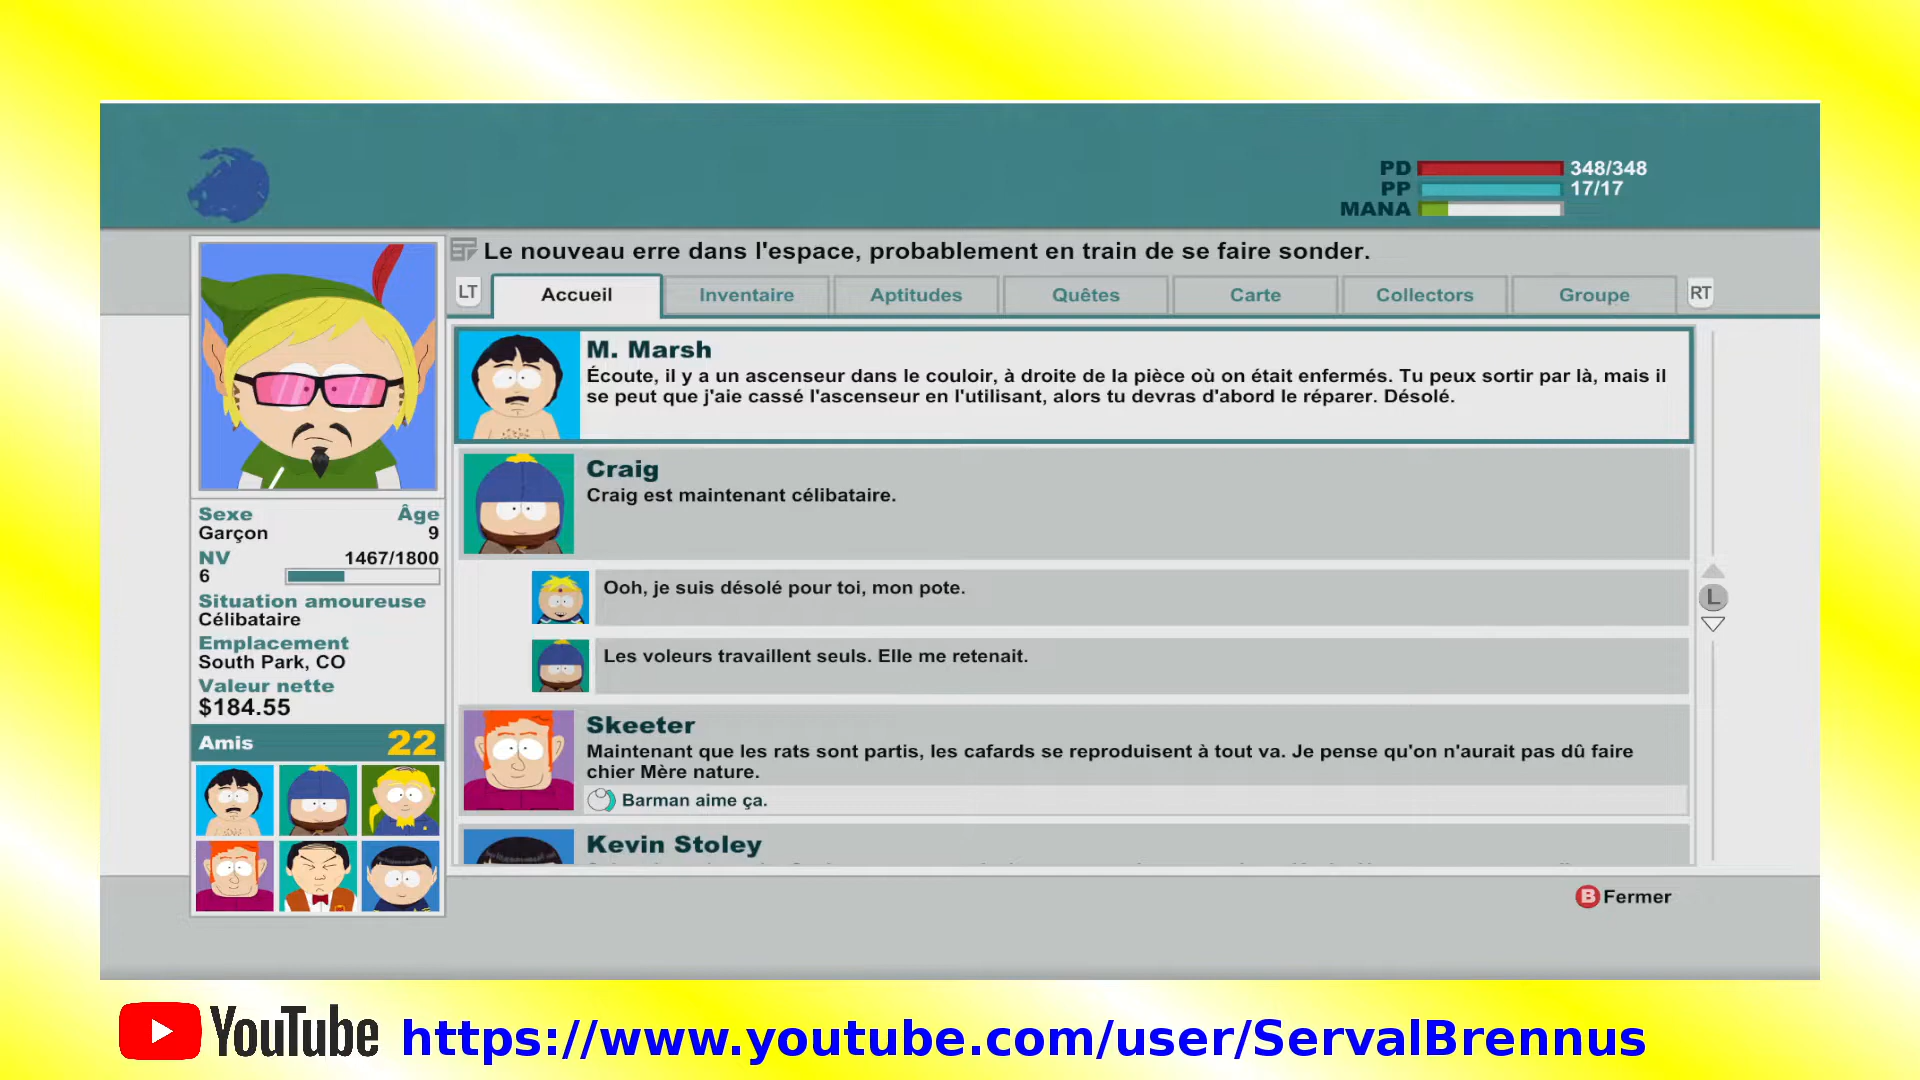 PD 348/348
PP 17/17
MANA
Le nouveau erre dans l'espace, probablement en train de se faire sonder.
LT Accueil Inventaire Aptitudes Quêtes Carte Collectors Groupe RT
M. Marsh
Écoute, il y a un ascenseur dans le couloir, à droite de la pièce où on était enfermés. Tu peux sortir par là, mais il
se peut que j'aie cassé l'ascenseur en l'utilisant, alors tu devras d'abord le réparer. Désolé.
Craig
Craig est maintenant célibataire.
Ooh, je suis désolé pour toi, mon pote.
Les voleurs travaillent seuls. Elle me retenait.
Skeeter
Maintenant que les rats sont partis, les cafards se reproduisent à tout va. Je pense qu'on n'aurait pas dû faire
chier Mère nature.
Barman aime ça.
Kevin Stoley
Sexe Âge
Garçon 9
NV 1467/1800
6
Situation amoureuse
Célibataire
Emplacement
South Park, CO
Valeur nette
$184.55
Amis 22
L
B Fermer
YouTube https://www.youtube.com/user/ServalBrennus